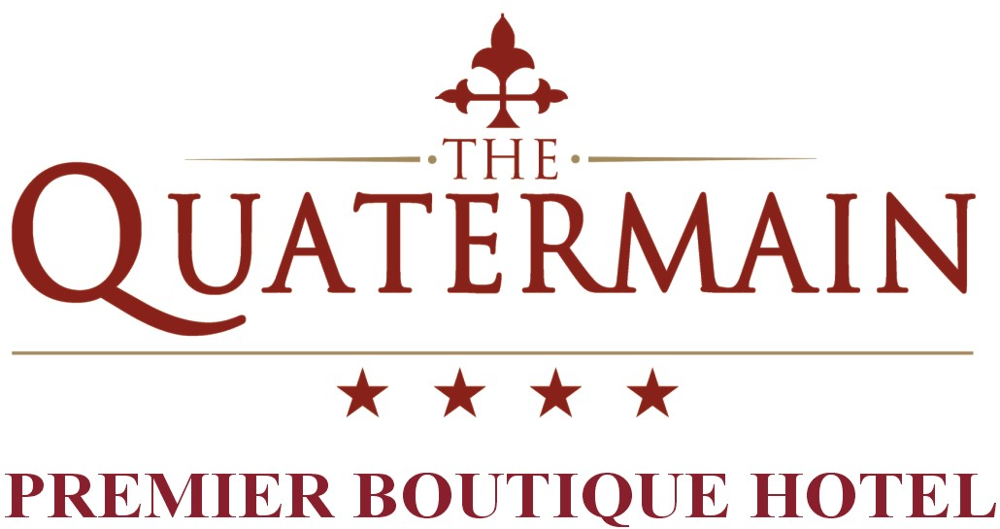 THE
QUATERMAIN
PREMIER BOUTIQUE HOTEL